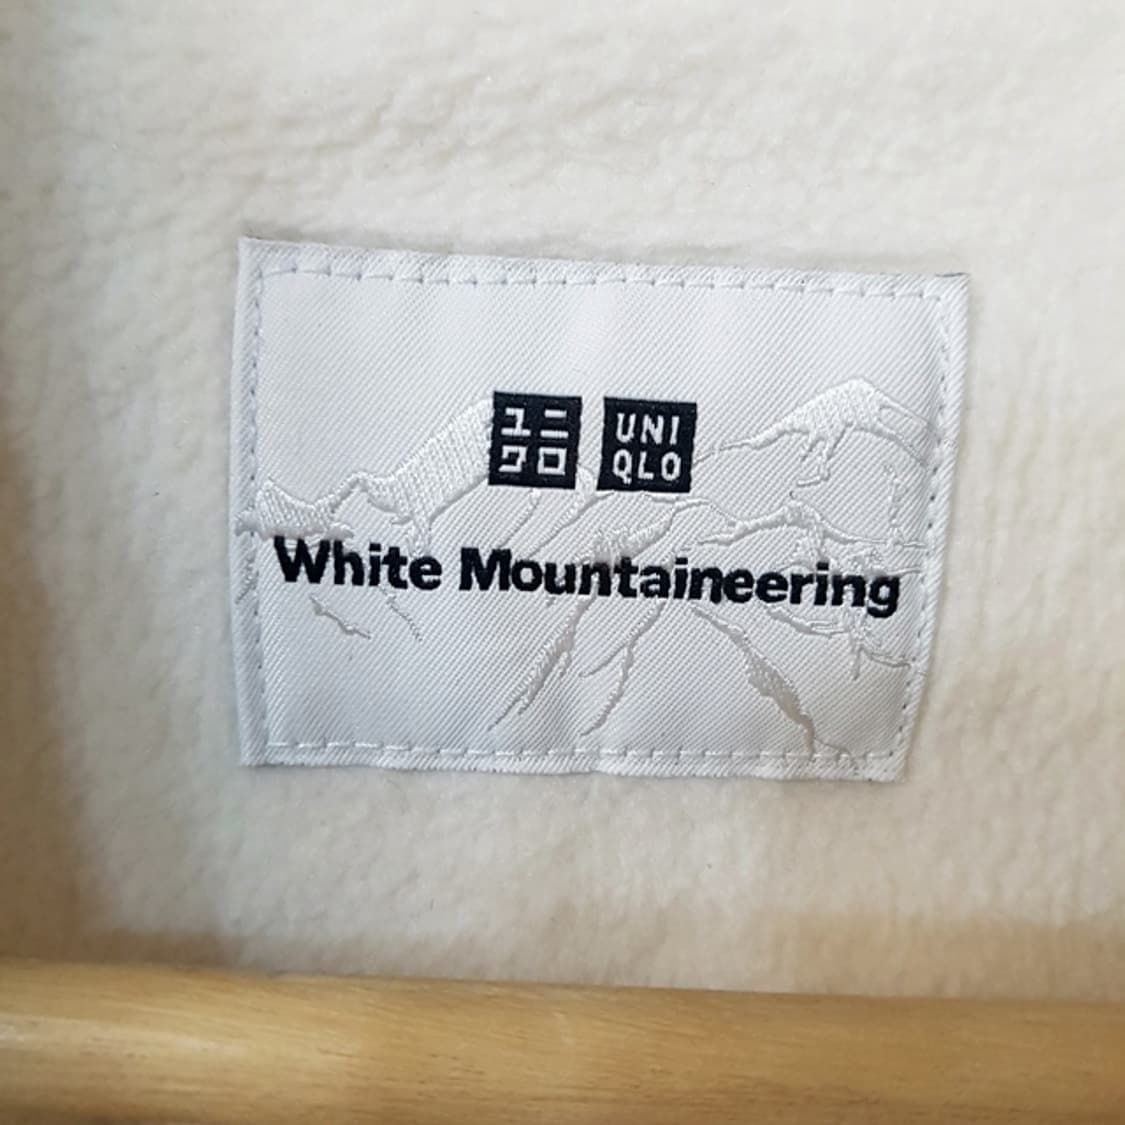 ユニ UNI
クロ QLO
White Mountaineering